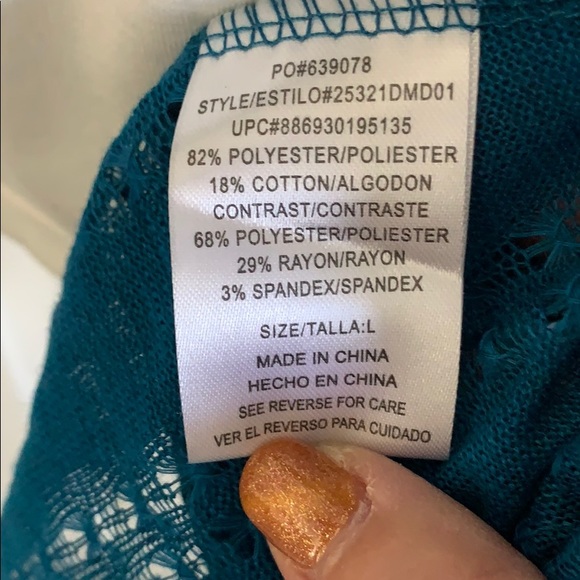 PO#639078
STYLE/ESTILO#25321DMD01
UPC#886930195135
82% POLYESTER/POLIESTER
18% COTTON/ALGODON
CONTRAST/CONTRASTE
68% POLYESTER/POLIESTER
29% RAYON/RAYON
3% SPANDEX/SPANDEX
SIZE/TALLA:L
MADE IN CHINA
HECHO EN CHINA
SEE REVERSE FOR CARE
VER EL REVERSO PARA CUIDADO